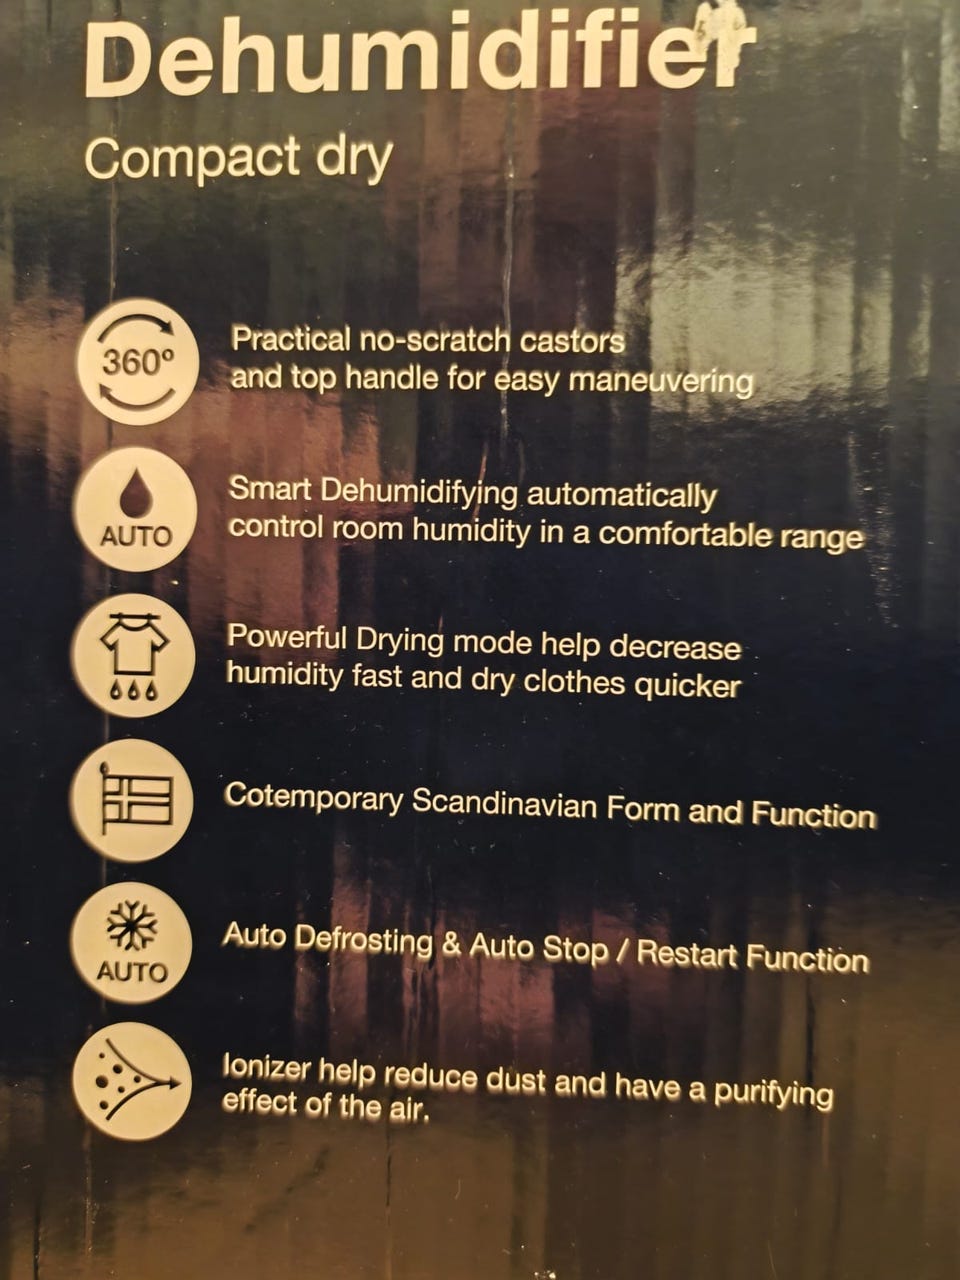 Dehumidifier
Compact dry
360º
Practical no-scratch castors
and top handle for easy maneuvering
AUTO
Smart Dehumidifying automatically
control room humidity in a comfortable range
Powerful Drying mode help decrease
humidity fast and dry clothes quicker
Cotemporary Scandinavian Form and Function
AUTO
Auto Defrosting & Auto Stop / Restart Function
Ionizer help reduce dust and have a purifying
effect of the air.